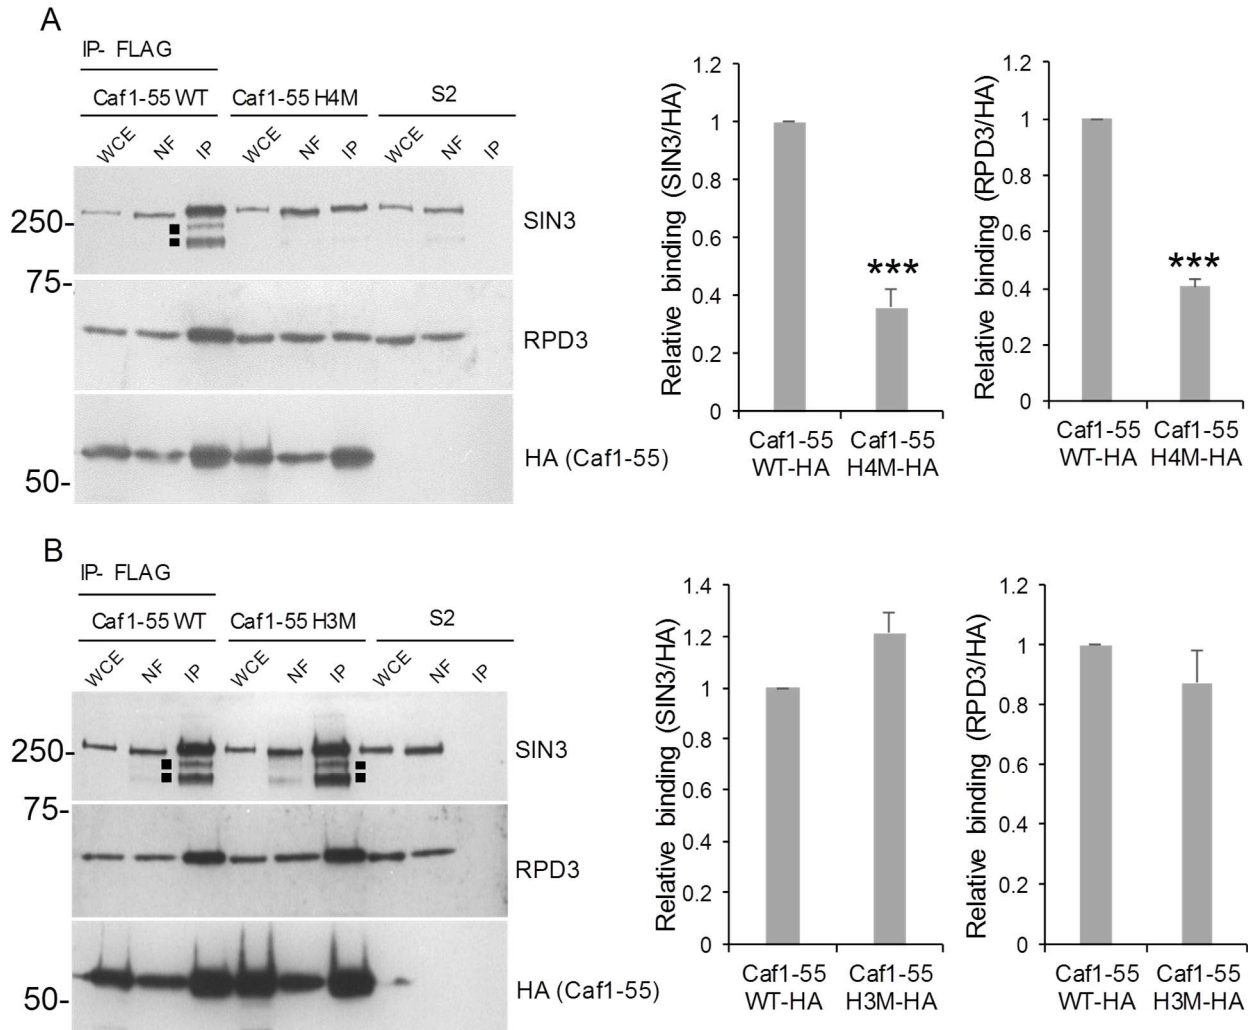 A
IP- FLAG
Caf1-55 WT Caf1-55 H4M S2
WCE NF IP WCE NF IP WCE NF IP
250-
SIN3
75-
RPD3
HA (Caf1-55)
50-
Relative binding (SIN3/HA)
1.2
1
0.8
0.6
0.4
0.2
0
***
Caf1-55 Caf1-55
WT-HA H4M-HA
Relative binding (RPD3/HA)
1.2
1
0.8
0.6
0.4
0.2
0
***
Caf1-55 Caf1-55
WT-HA H4M-HA
B
IP- FLAG
Caf1-55 WT Caf1-55 H3M S2
WCE NF IP WCE NF IP WCE NF IP
250-
SIN3
75-
RPD3
HA (Caf1-55)
50-
Relative binding (SIN3/HA)
1.4
1.2
1
0.8
0.6
0.4
0.2
0
Caf1-55 Caf1-55
WT-HA H3M-HA
Relative binding (RPD3/HA)
1.2
1
0.8
0.6
0.4
0.2
0
Caf1-55 Caf1-55
WT-HA H3M-HA